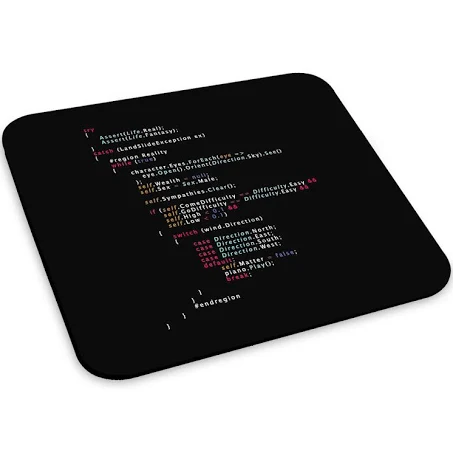 try
{
Assert(Life.Real);
Assert(Life.Fantasy);
}
catch (LandSlideException ex)
{
#region Reality
while (true)
{
character.Eyes.ForEach(eye =>
eye.Open().Orient(Direction.Sky).See()
);
self.Wealth = null;
self.Sex = Sex.Male;
self.Sympathies.Clear();
if (self.ComeDifficulty == Difficulty.Easy &&
self.GoDifficulty == Difficulty.Easy &&
self.High < 0.1 &&
self.Low < 0.1)
{
switch (wind.Direction)
{
case Direction.North:
case Direction.East:
case Direction.South:
case Direction.West:
default:
self.Matter = false;
piano.Play();
break;
}
}
#endregion
}
}